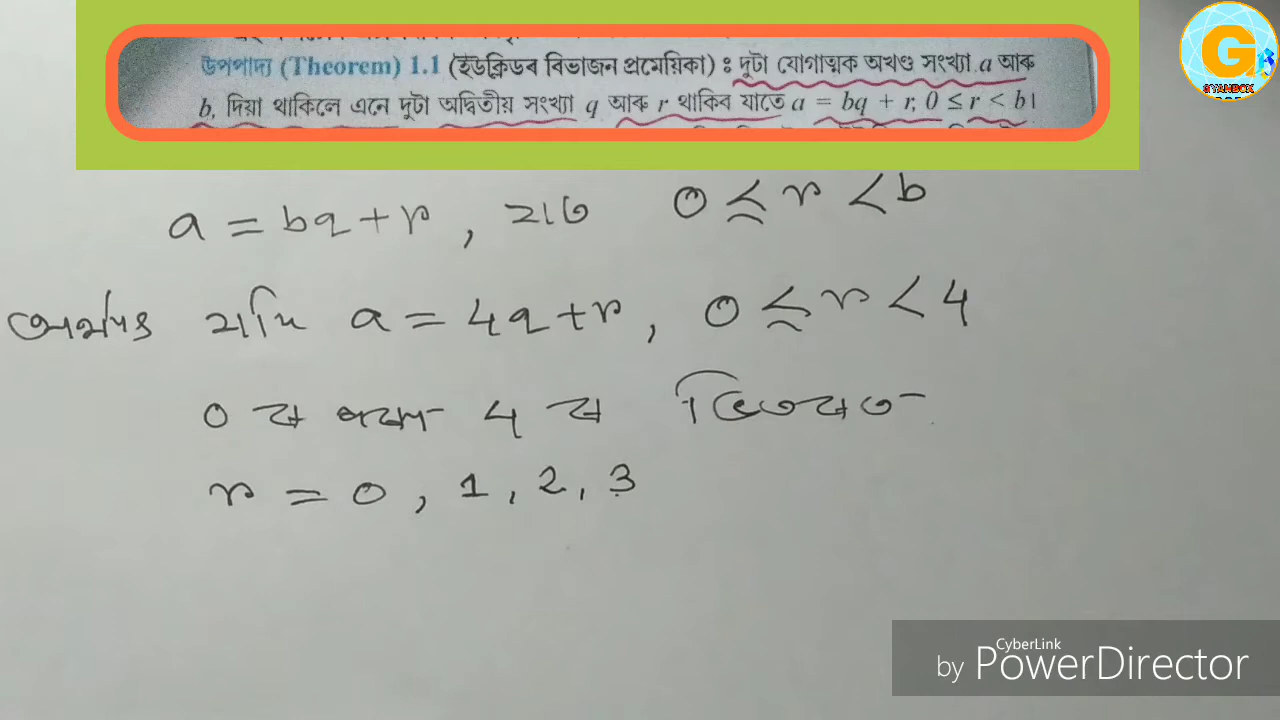 উপপাদ্য (Theorem) 1.1 (ইউক্লিডৰ বিভাজন প্ৰমেয়িকা) : দুটা যোগাত্মক অখণ্ড সংখ্যা a আৰু
b, দিয়া থাকিলে এনে দুটা অদ্বিতীয় সংখ্যা q আৰু r থাকিব যাতে a = bq + r, 0 ≤ r < b।
a = bq + r, যাত 0 ≤ r < b
অৰ্থাৎ যদি a = 4q + r, 0 ≤ r < 4
0 ৰ পৰা 4 ৰ ভিতৰত
r = 0, 1, 2, 3
G
GYANBOX
CyberLink
by PowerDirector